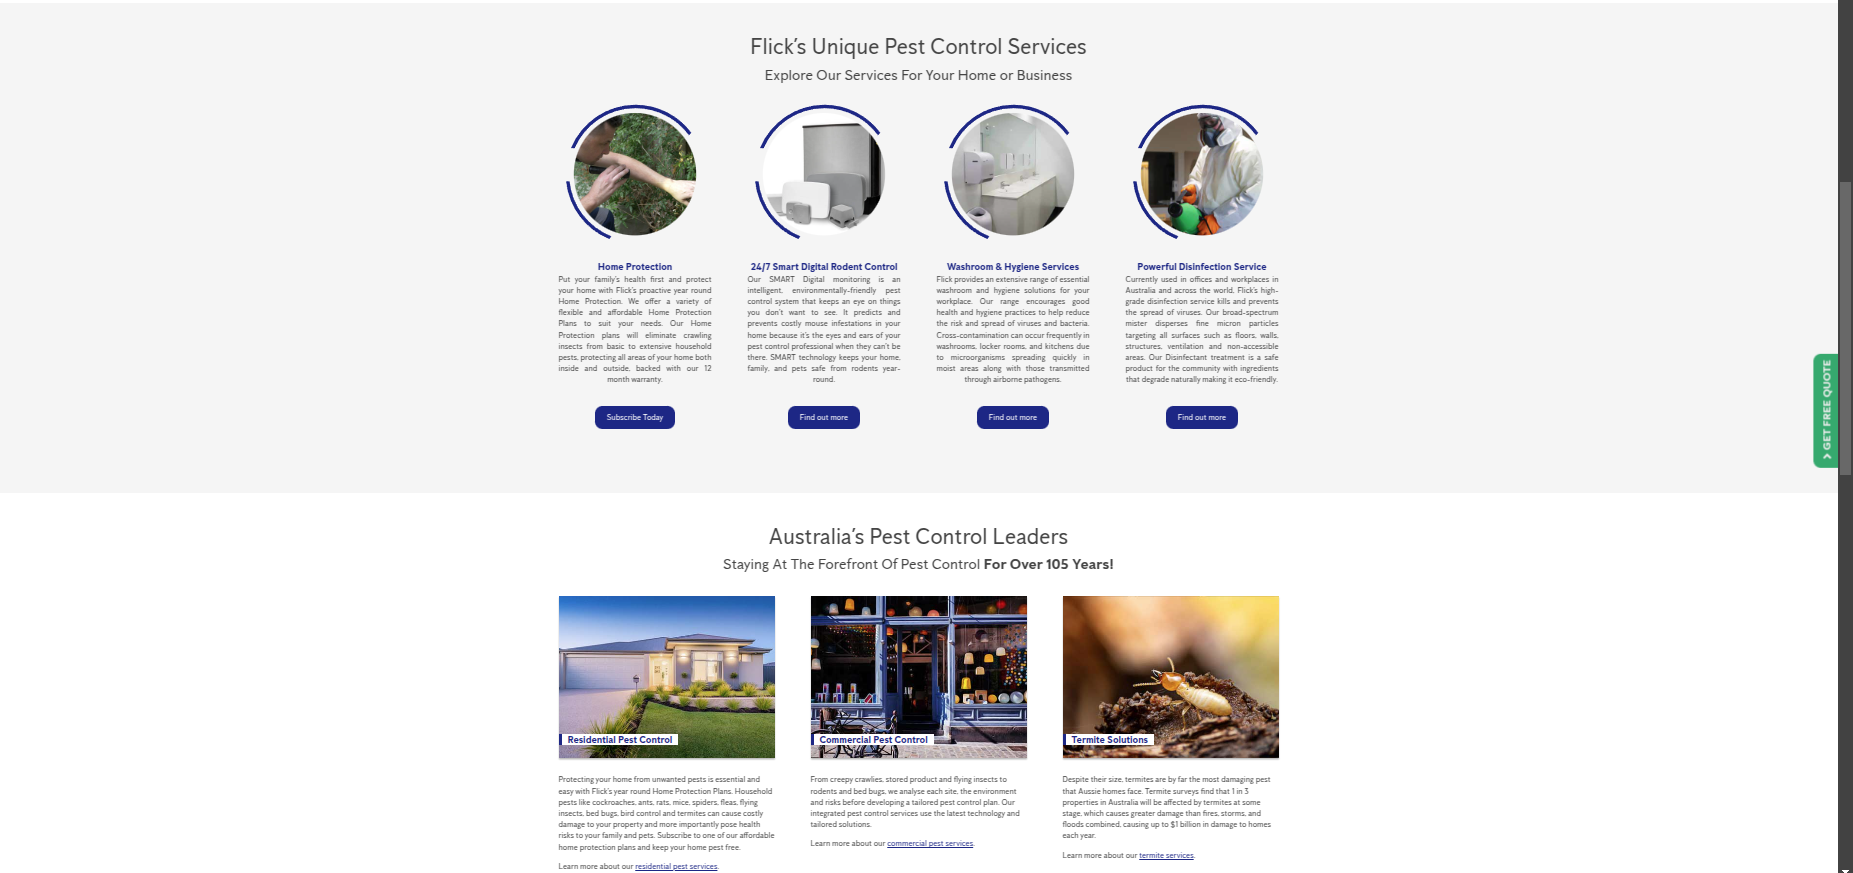 Flick's Unique Pest Control Services
Explore Our Services For Your Home or Business
Home Protection
Put your family's health first and protect
your home with Flick's proactive year round
Home Protection. We offer a variety of
flexible and affordable Home Protection
Plans to suit your needs. Our Home
Protection plans will eliminate crawling
insects from basic to extensive household
pests, protecting all areas of your home both
inside and outside, backed with our 12
month warranty.
Subscribe Today
24/7 Smart Digital Rodent Control
Our SMART Digital monitoring is an
intelligent, environmentally-friendly pest
control system that keeps an eye on things
you don't want to see. It predicts and
prevents costly mouse infestations in your
home because it's the eyes and ears of your
pest control professional when they can't be
there. SMART technology keeps your home,
family, and pets safe from rodents year-
round.
Find out more
Washroom & Hygiene Services
Flick provides an extensive range of essential
washroom and hygiene solutions for your
workplace. Our range encourages good
health and hygiene practices to help reduce
the risk and spread of viruses and bacteria.
Cross-contamination can occur frequently in
washrooms, locker rooms, and kitchens due
to microorganisms spreading quickly in
moist areas along with those transmitted
through airborne pathogens.
Find out more
Powerful Disinfection Service
Currently used in offices and workplaces in
Australia and across the world, Flick's high-
grade disinfection service kills and prevents
the spread of viruses. Our broad-spectrum
mister disperses fine micron particles
targeting all surfaces such as floors, walls,
structures, ventilation and non-accessible
areas. Our Disinfectant treatment is a safe
product for the community with ingredients
that degrade naturally making it eco-friendly.
Find out more
GET FREE QUOTE
Australia's Pest Control Leaders
Staying At The Forefront Of Pest Control For Over 105 Years!
Residential Pest Control
Protecting your home from unwanted pests is essential and
easy with Flick's year round Home Protection Plans. Household
pests like cockroaches, ants, rats, mice, spiders, fleas, flying
insects, bed bugs, bird control and termites can cause costly
damage to your property and more importantly pose health
risks to your family and pets. Subscribe to one of our affordable
home protection plans and keep your home pest free.
Learn more about our residential pest services.
Commercial Pest Control
From creepy crawlies, stored product and flying insects to
rodents and bed bugs, we analyse each site, the environment
and risks before developing a tailored pest control plan. Our
integrated pest control services use the latest technology and
tailored solutions.
Learn more about our commercial pest services.
Termite Solutions
Despite their size, termites are by far the most damaging pest
that Aussie homes face. Termite surveys find that 1 in 3
properties in Australia will be affected by termites at some
stage, which causes greater damage than fires, storms, and
floods combined, causing up to $1 billion in damage to homes
each year.
Learn more about our termite services.